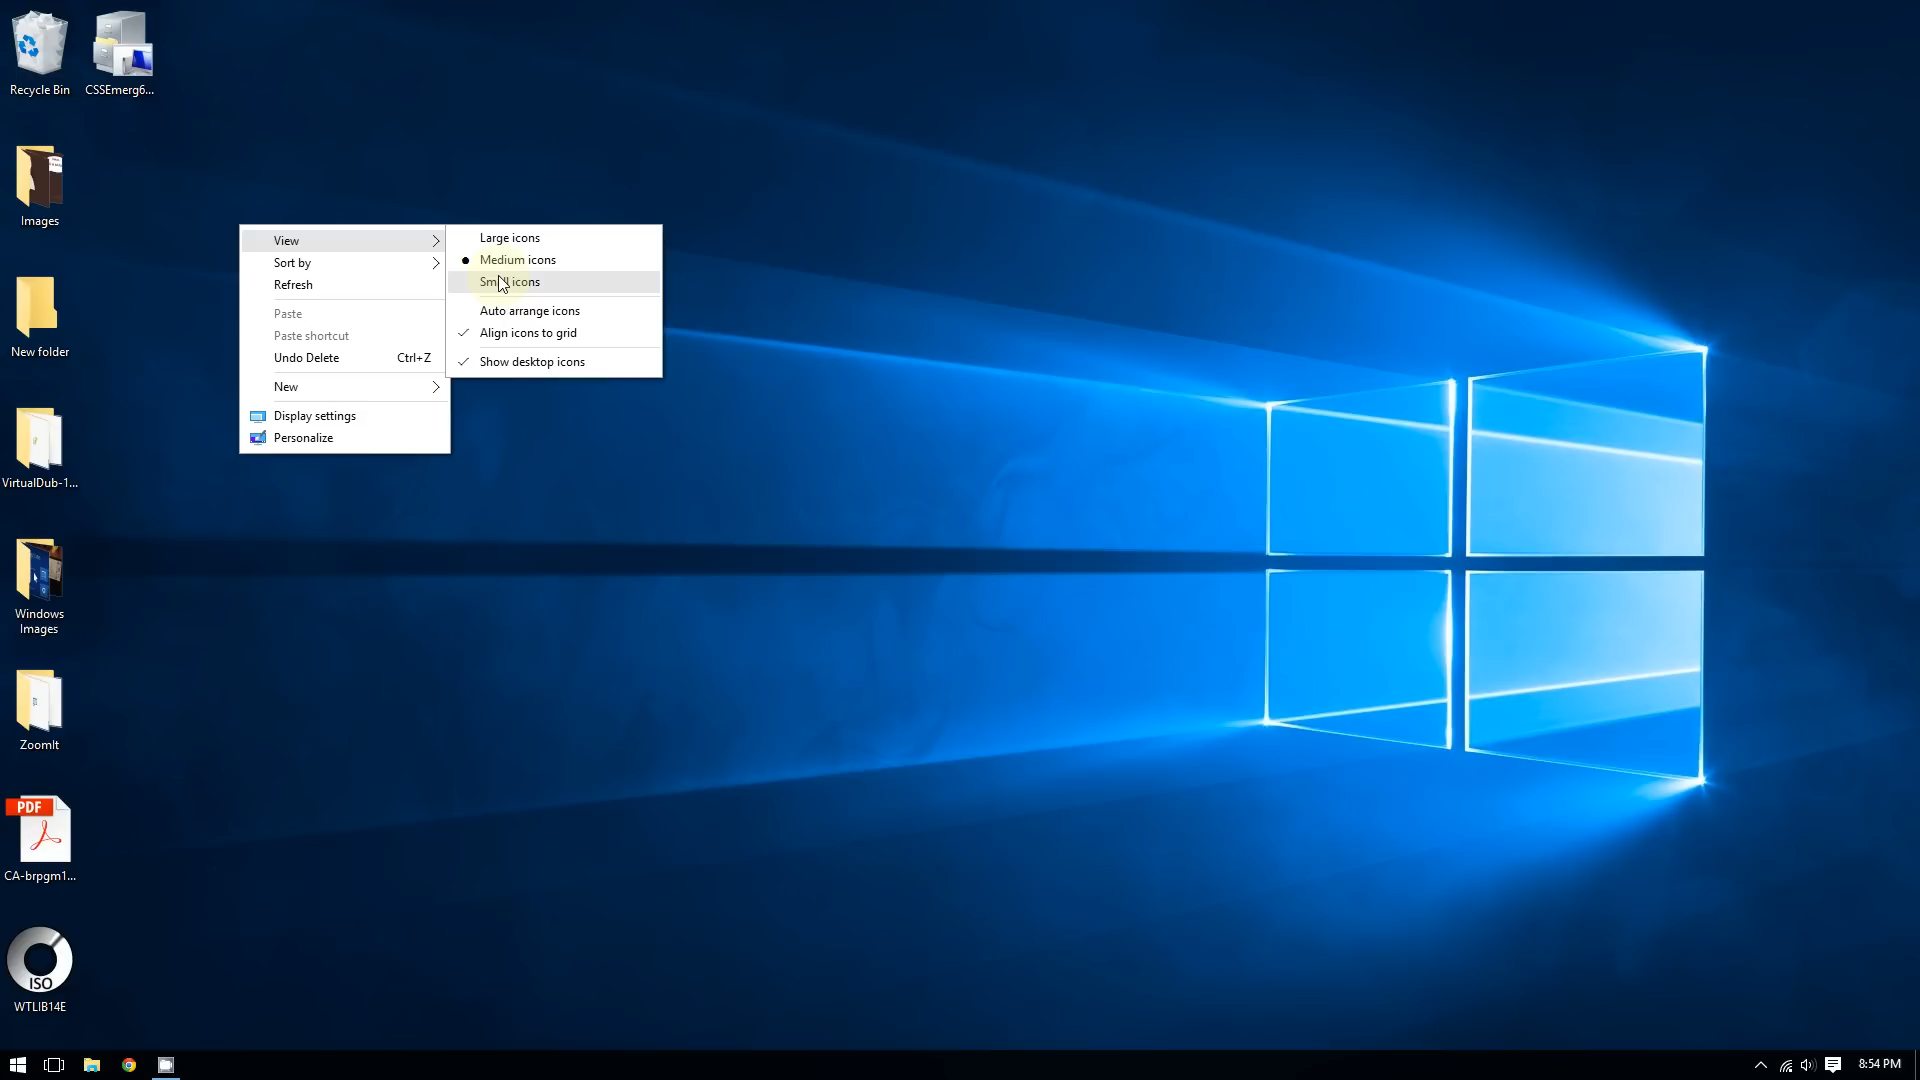 Recycle Bin
CSSEmerg6...
Images
New folder
VirtualDub-1...
Windows
Images
ZoomIt
PDF
CA-brpgm1...
ISO
WTLIB14E
View
Sort by
Refresh
Paste
Paste shortcut
Undo Delete Ctrl+Z
New
Display settings
Personalize
Large icons
Medium icons
Small icons
Auto arrange icons
Align icons to grid
Show desktop icons
8:54 PM